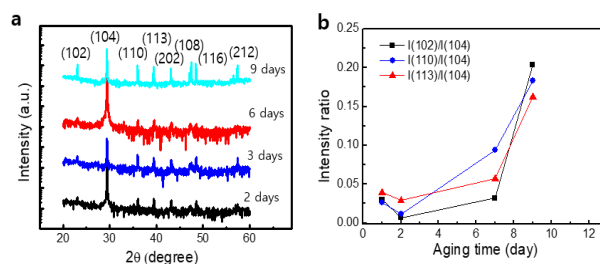 a
Intensity (a.u.)
(102)
(104)
(110)
(113)
(202)
(108)
(116)
(212)
9 days
6 days
3 days
2 days
20 30 40 50 60
2θ (degree)
b
Intensity ratio
0.25
0.20
0.15
0.10
0.05
0.00
I(102)/I(104)
I(110)/I(104)
I(113)/I(104)
0 2 4 6 8 10 12 14
Aging time (day)